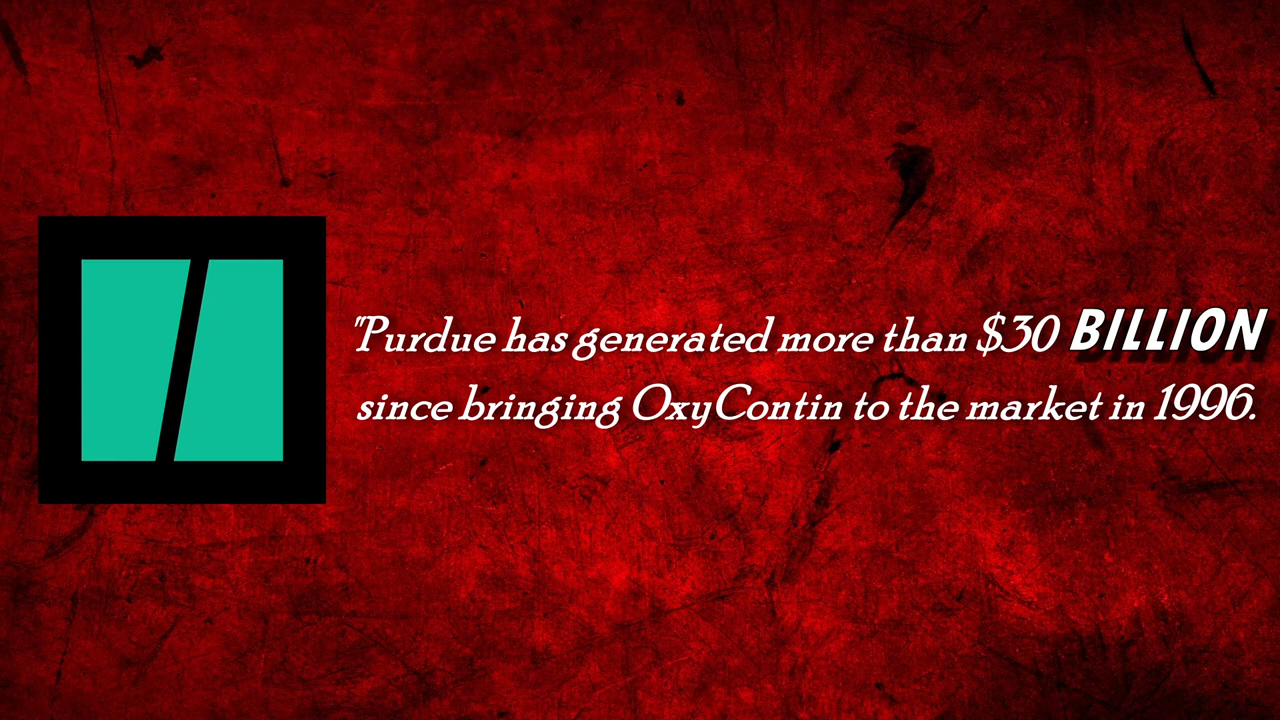 "Purdue has generated more than $30 BILLION
since bringing OxyContin to the market in 1996.